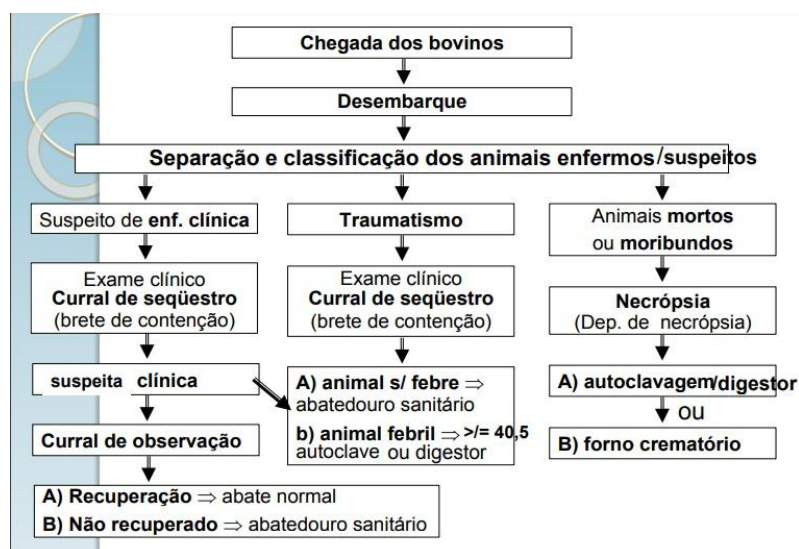 Chegada dos bovinos
Desembarque
Separação e classificação dos animais enfermos/suspeitos
Suspeito de enf. clínica
Exame clínico
Curral de seqüestro
(brete de contenção)
suspeita clínica
Curral de observação
A) Recuperação ⇒ abate normal
B) Não recuperado ⇒ abatedouro sanitário
Traumatismo
Exame clínico
Curral de seqüestro
(brete de contenção)
A) animal s/ febre ⇒
abatedouro sanitário
b) animal febril ⇒ >/= 40,5
autoclave ou digestor
Animais mortos
ou moribundos
Necrópsia
(Dep. de necrópsia)
A) autoclavagem/digestor
ou
B) forno crematório